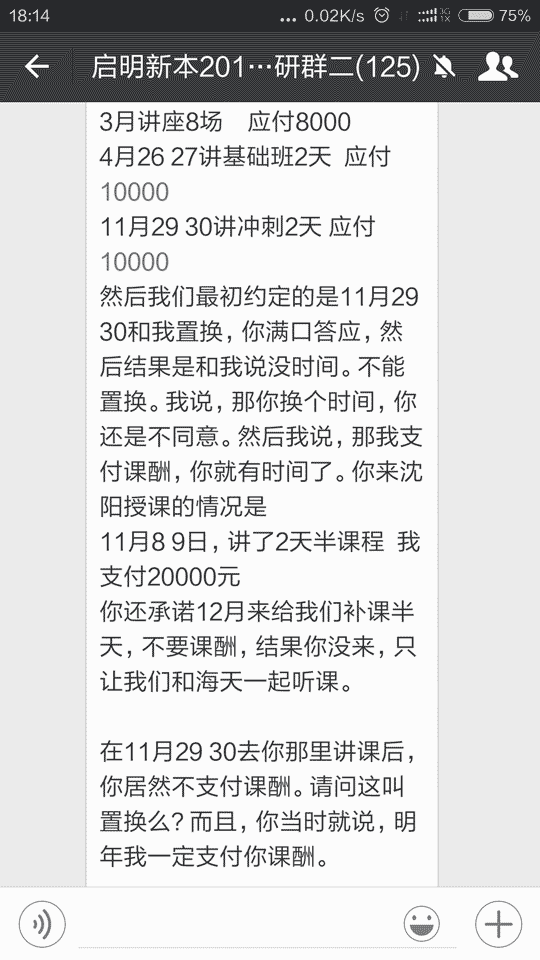 18:14
... 0.02K/s 3G 1X 75%
启明新本201…研群二(125)
3月讲座8场 应付8000
4月26 27讲基础班2天 应付
10000
11月29 30讲冲刺2天 应付
10000
然后我们最初约定的是11月29
30和我置换，你满口答应，然
后结果是和我说没时间。不能
置换。我说，那你换个时间，你
还是不同意。然后我说，那我支
付课酬，你就有时间了。你来沈
阳授课的情况是
11月8 9日，讲了2天半课程 我
支付20000元
你还承诺12月来给我们补课半
天，不要课酬，结果你没来，只
让我们和海天一起听课。
在11月29 30去你那里讲课后，
你居然不支付课酬。请问这叫
置换么？而且，你当时就说，明
年我一定支付你课酬。